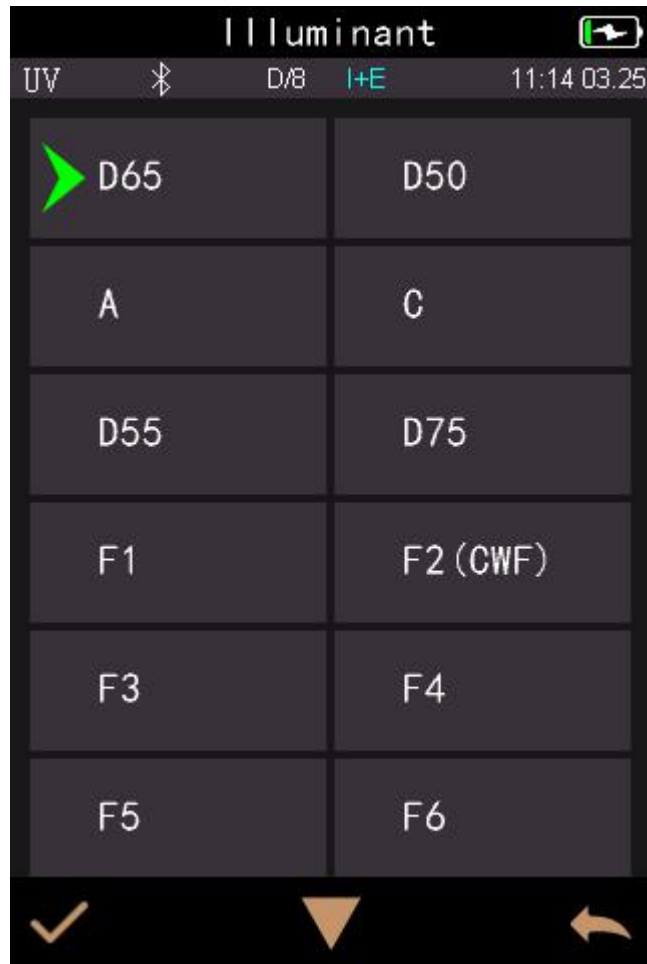 Illuminant
UV D/8 I+E 11:14 03.25
D65 D50
A C
D55 D75
F1 F2(CWF)
F3 F4
F5 F6